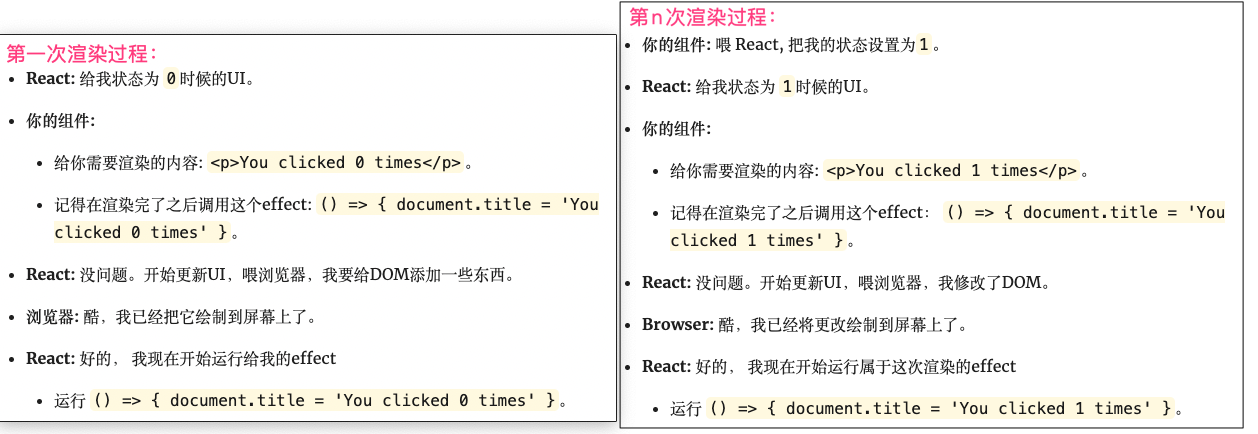 第一次渲染过程：
React: 给我状态为 0时候的UI。
你的组件:
给你需要渲染的内容: <p>You clicked 0 times</p>。
记得在渲染完了之后调用这个effect: () => { document.title = 'You
clicked 0 times' }。
React: 没问题。开始更新UI，喂浏览器，我要给DOM添加一些东西。
浏览器: 酷，我已经把它绘制到屏幕上了。
React: 好的， 我现在开始运行给我的effect
运行 () => { document.title = 'You clicked 0 times' }。
第n次渲染过程：
你的组件: 喂 React, 把我的状态设置为1。
React: 给我状态为 1时候的UI。
你的组件:
给你需要渲染的内容: <p>You clicked 1 times</p>。
记得在渲染完了之后调用这个effect： () => { document.title = 'You
clicked 1 times' }。
React: 没问题。开始更新UI，喂浏览器，我修改了DOM。
Browser: 酷，我已经将更改绘制到屏幕上了。
React: 好的， 我现在开始运行属于这次渲染的effect
运行 () => { document.title = 'You clicked 1 times' }。